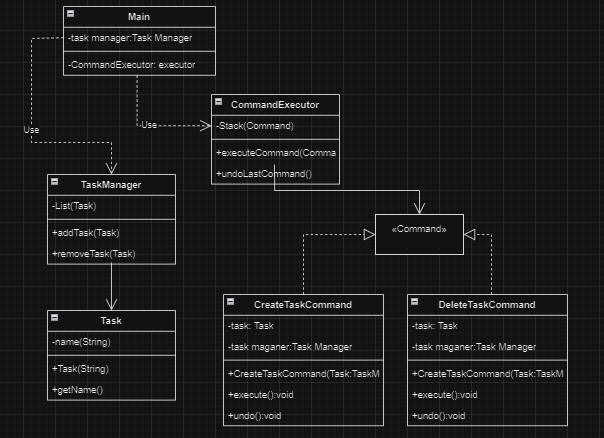 Main
-task manager:Task Manager
-CommandExecutor: executor
Use
Use
CommandExecutor
-Stack(Command)
+executeCommand(Comma
+undoLastCommand()
TaskManager
-List(Task)
+addTask(Task)
+removeTask(Task)
«Command»
Task
-name(String)
+Task(String)
+getName()
CreateTaskCommand
-task: Task
-task maganer:Task Manager
+CreateTaskCommand(Task:TaskM
+execute():void
+undo():void
DeleteTaskCommand
-task: Task
-task maganer:Task Manager
+CreateTaskCommand(Task:TaskM
+execute():void
+undo():void